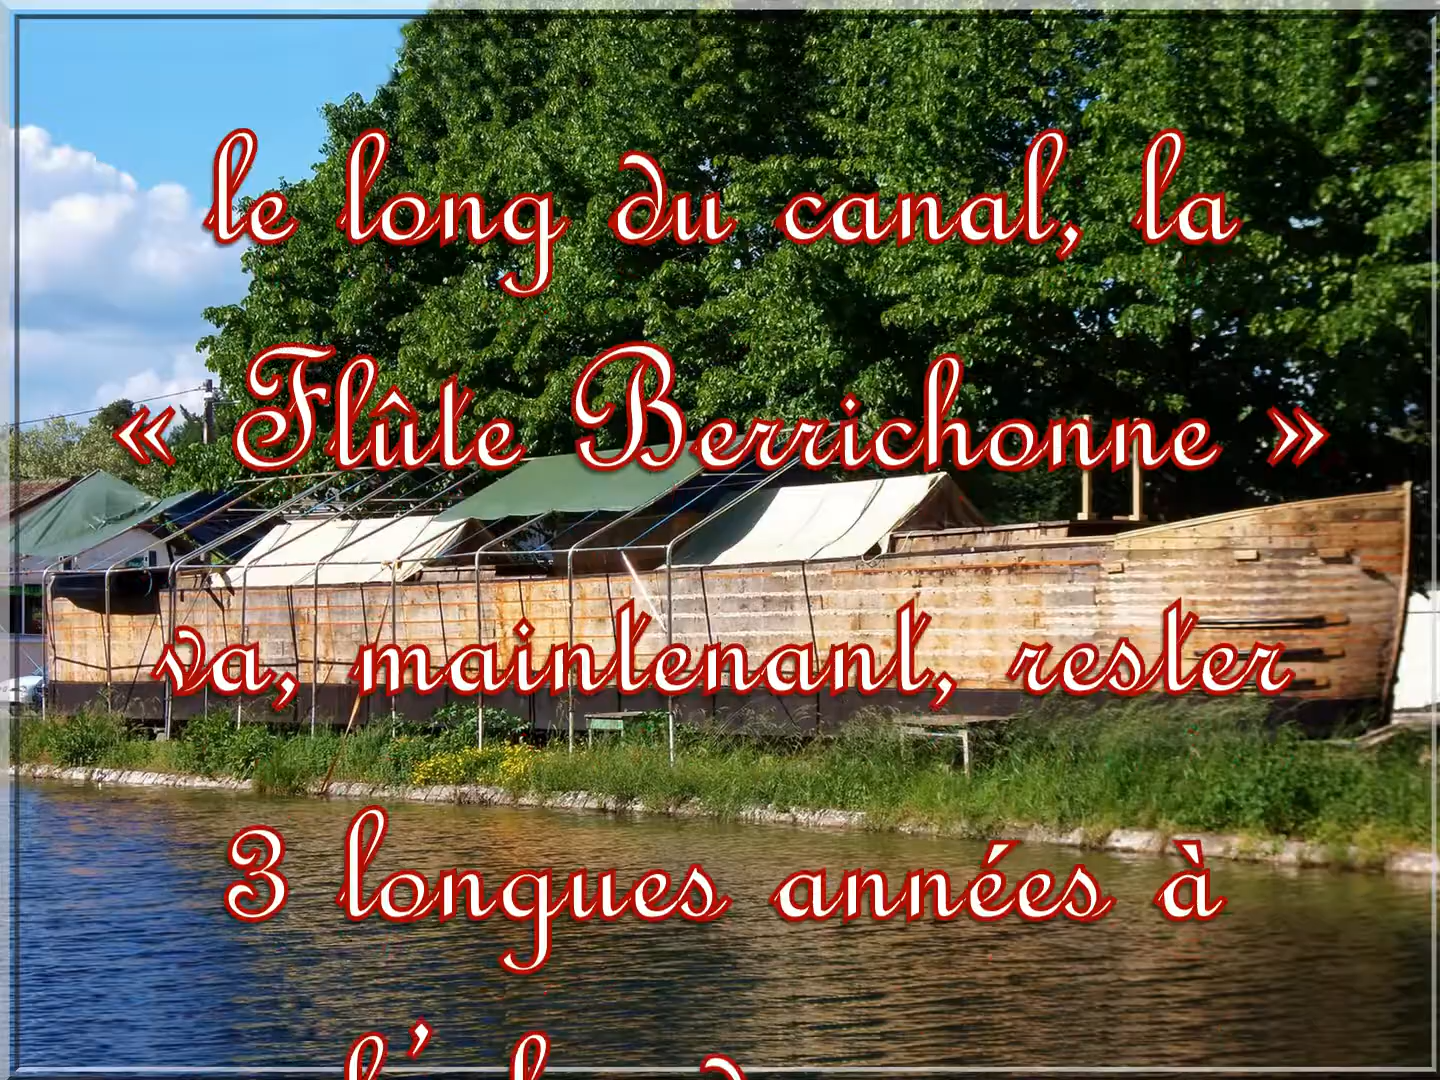 le long du canal, la
« Flûte Berrichonne »
va, maintenant, rester
3 longues années à